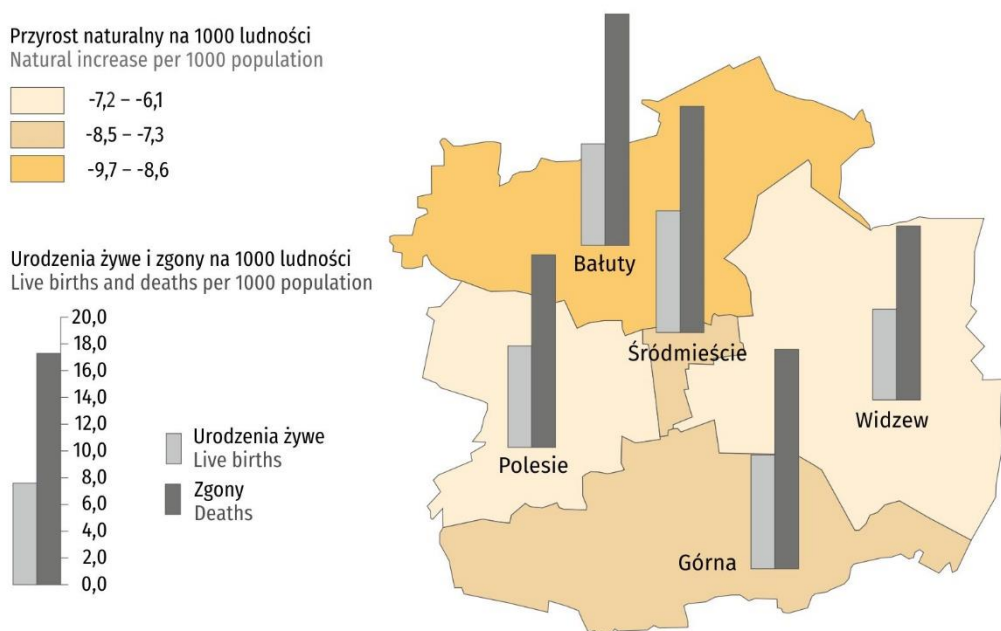 Przyrost naturalny na 1000 ludności
Natural increase per 1000 population
-7,2 – -6,1
-8,5 – -7,3
-9,7 – -8,6
Urodzenia żywe i zgony na 1000 ludności
Live births and deaths per 1000 population
20,0
18,0
16,0
14,0
12,0
10,0
8,0
6,0
4,0
2,0
0,0
Urodzenia żywe
Live births
Zgony
Deaths
Bałuty
Śródmieście
Polesie
Widzew
Górna